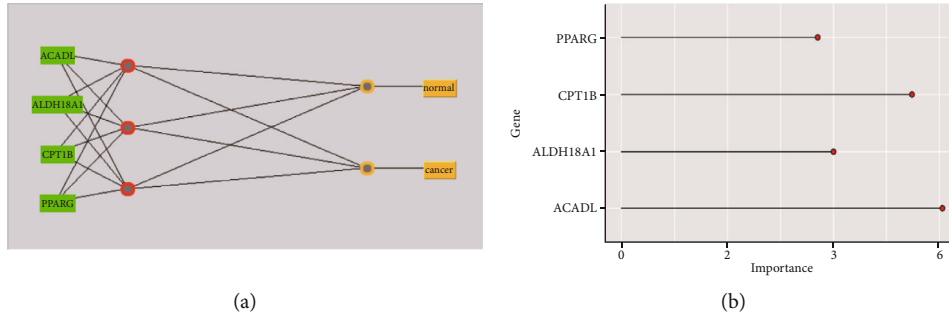 ACADL
ALDH18A1
CPT1B
PPARG
normal
cancer
(a)
Gene
PPARG
CPT1B
ALDH18A1
ACADL
0 2 3 6
Importance
(b)